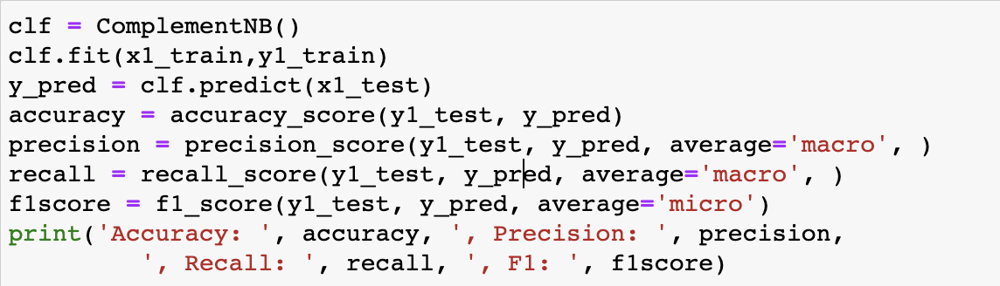 clf = ComplementNB()
clf.fit(x1_train,y1_train)
y_pred = clf.predict(x1_test)
accuracy = accuracy_score(y1_test, y_pred)
precision = precision_score(y1_test, y_pred, average='macro', )
recall = recall_score(y1_test, y_pred, average='macro', )
f1score = f1_score(y1_test, y_pred, average='micro')
print('Accuracy: ', accuracy, ', Precision: ', precision,
         ', Recall: ', recall, ', F1: ', f1score)